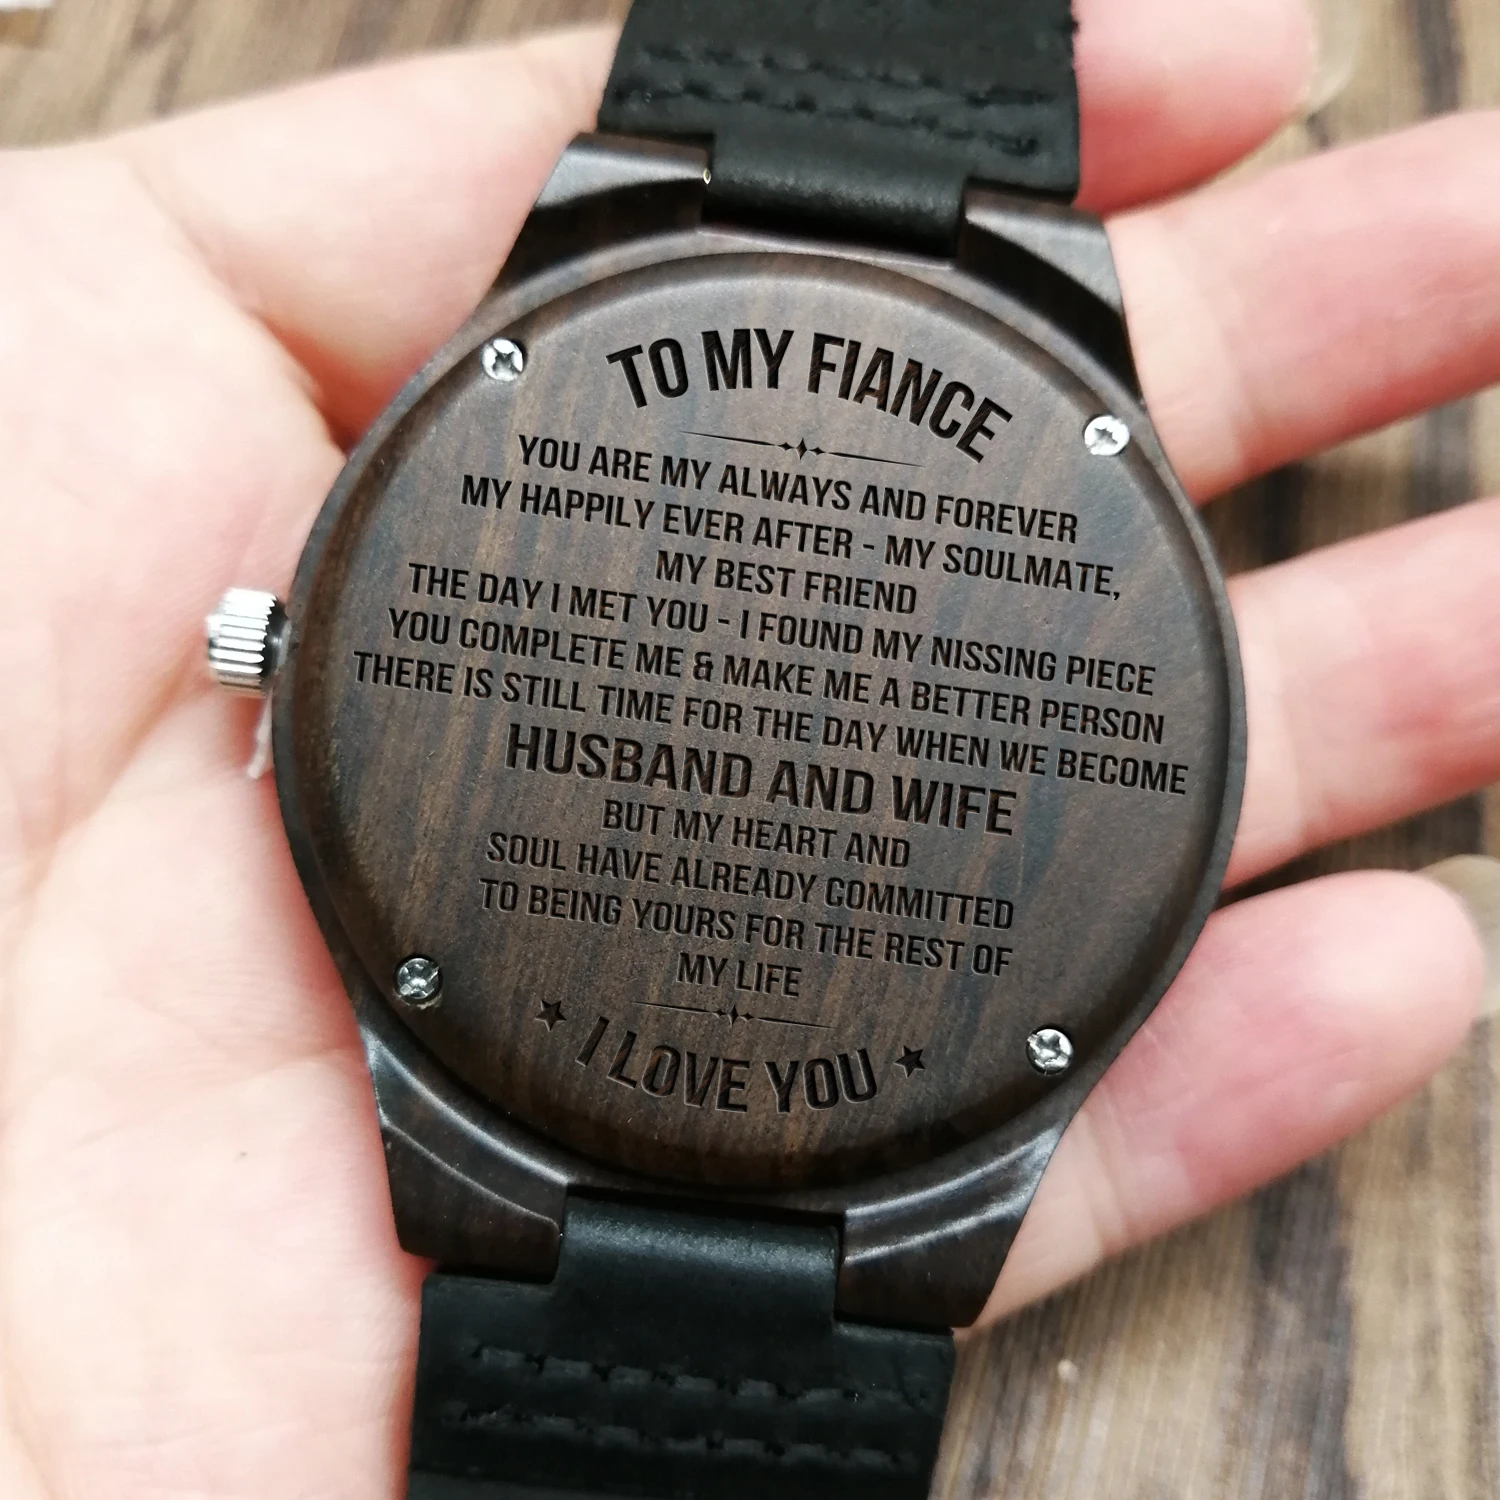 TO MY FIANCE
YOU ARE MY ALWAYS AND FOREVER
MY HAPPILY EVER AFTER - MY SOULMATE,
MY BEST FRIEND
THE DAY I MET YOU - I FOUND MY NISSING PIECE
YOU COMPLETE ME & MAKE ME A BETTER PERSON
THERE IS STILL TIME FOR THE DAY WHEN WE BECOME
HUSBAND AND WIFE
BUT MY HEART AND
SOUL HAVE ALREADY COMMITTED
TO BEING YOURS FOR THE REST OF
MY LIFE
★ I LOVE YOU ★